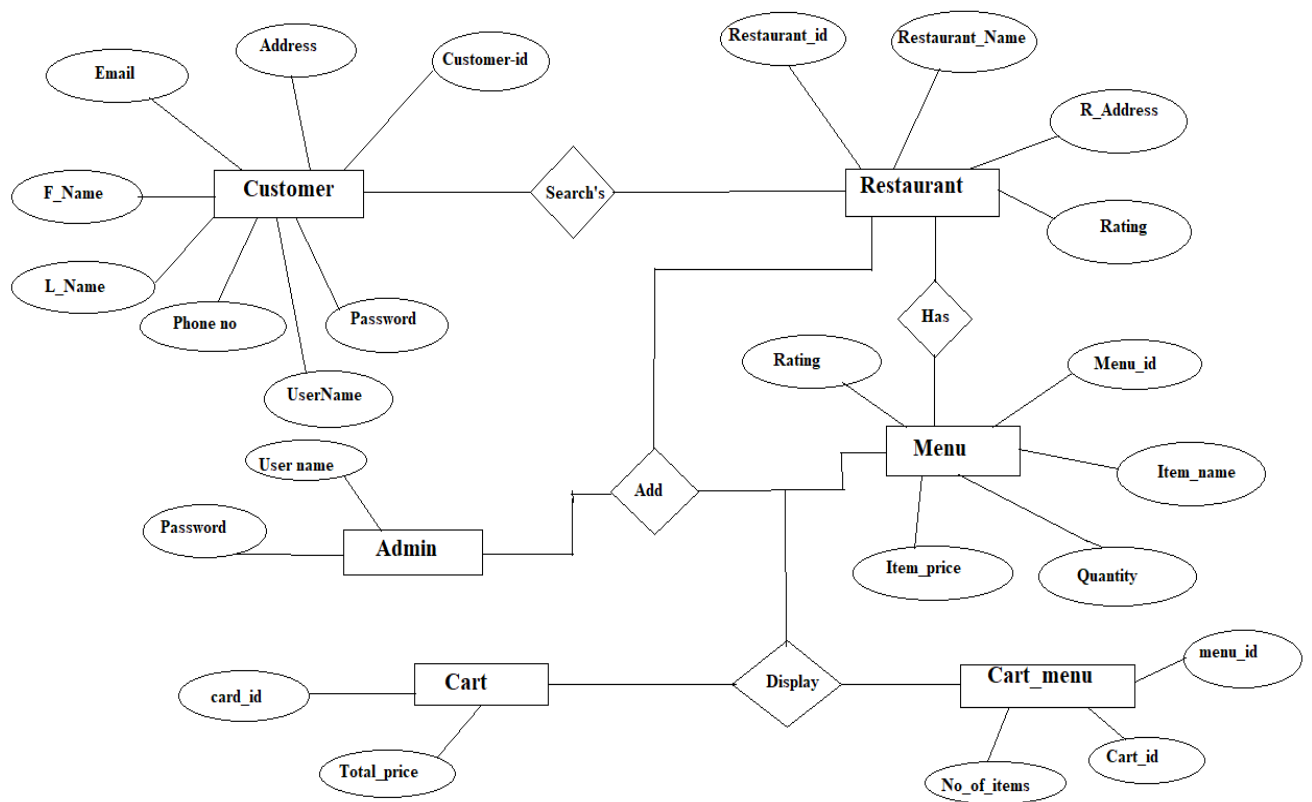 Restaurant_id
Restaurant_Name
Address
Customer-id
Email
R_Address
Customer
Search's
Restaurant
F_Name
Rating
L_Name
Phone no
Password
Has
Rating
Menu_id
UserName
Menu
User name
Item_name
Add
Password
Admin
Item_price
Quantity
menu_id
Cart
Display
Cart_menu
card_id
Total_price
Cart_id
No_of_items